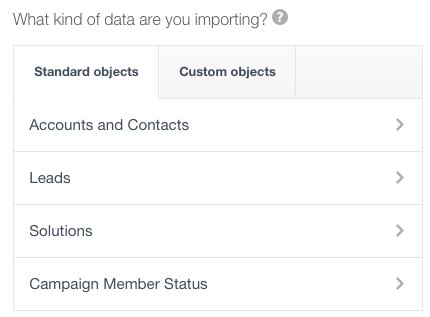 What kind of data are you importing? ?
Standard objects Custom objects
Accounts and Contacts
Leads
Solutions
Campaign Member Status